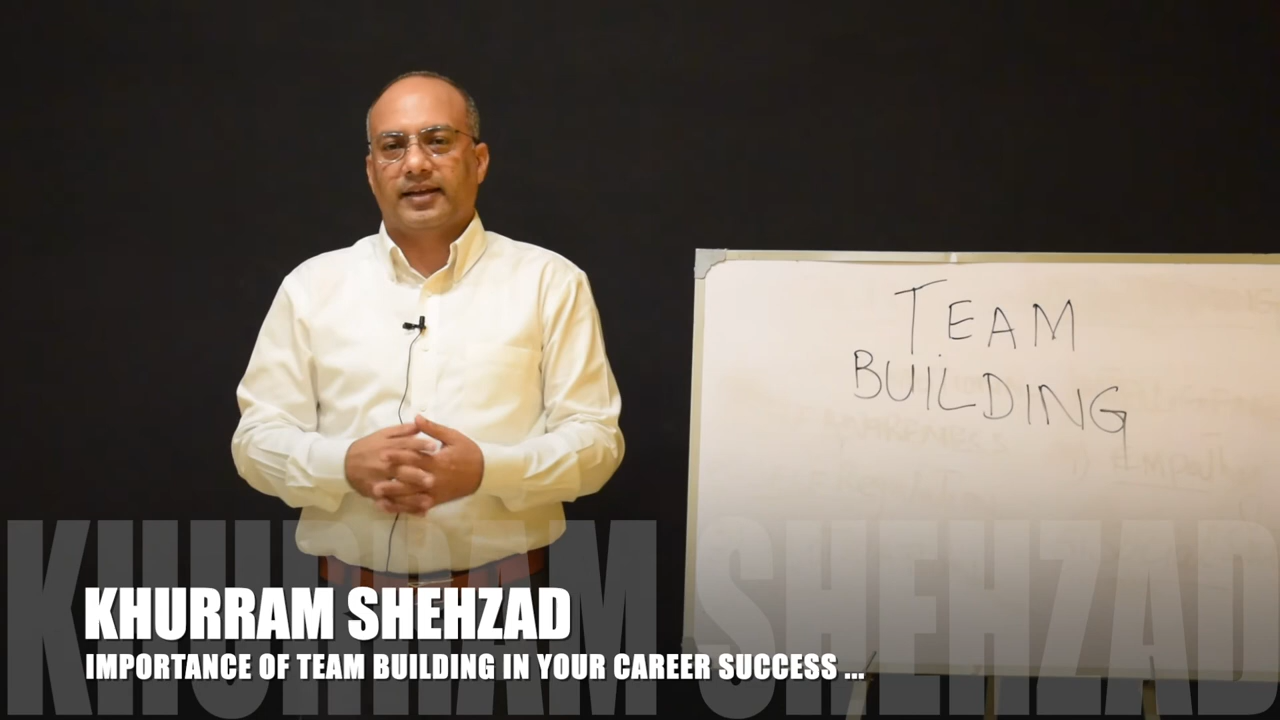 TEAM
BUILDING
KHURRAM SHEHZAD
KHURRAM SHEHZAD
IMPORTANCE OF TEAM BUILDING IN YOUR CAREER SUCCESS ...